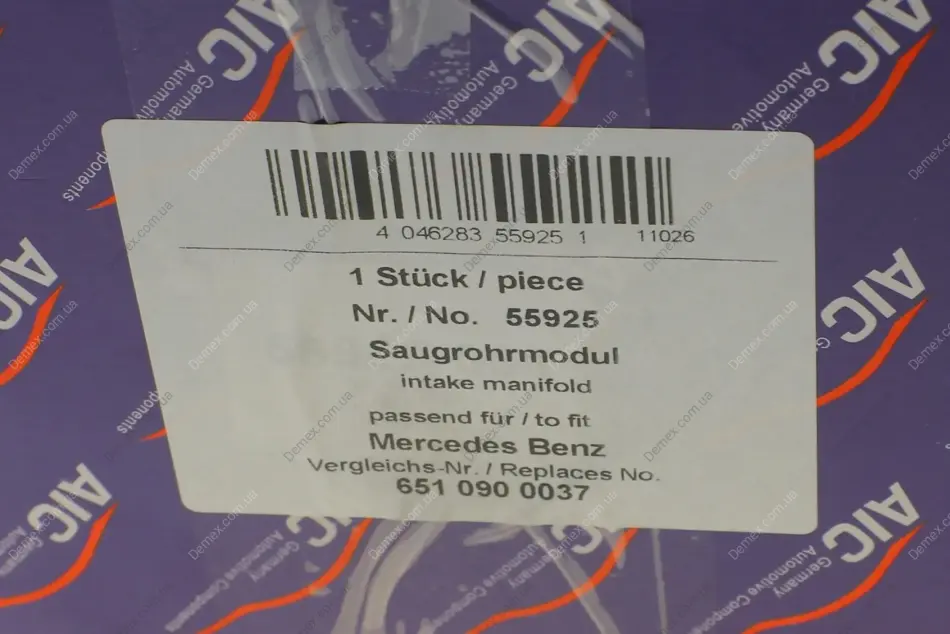 AIC
Germany
Automotive Components
4 046283 55925 1 11026
1 Stück / piece
Nr. / No. 55925
Saugrohrmodul
intake manifold
passend für / to fit
Mercedes Benz
Vergleichs-Nr. / Replaces No.
651 090 0037
Demex.com.ua